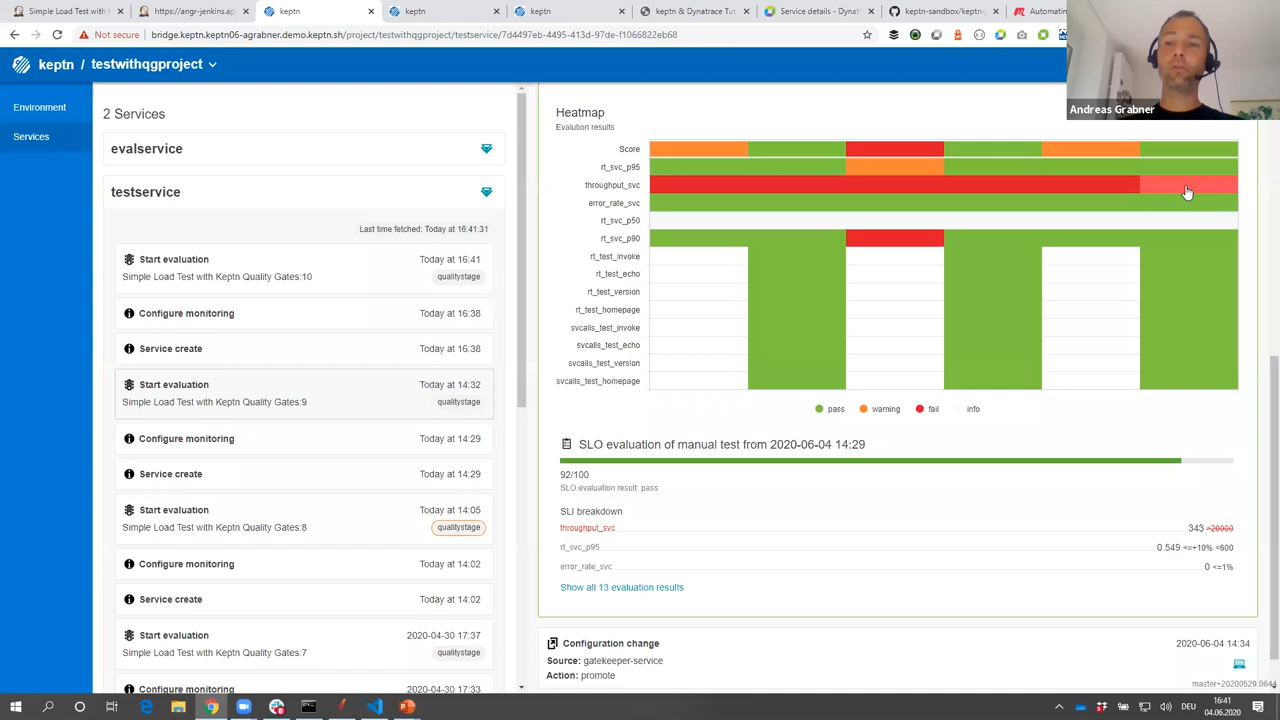 Simple Load Test with Keptn
https://angr-jenkins.ap
keptn
keptn
keptn
keptn & Dynatrace Tut
Service details - Dynat
keptn-sandbox/keptn-
Automatio
Not secure
bridge.keptn.keptn06-agrabner.demo.keptn.sh/project/testwithqgproject/testservice/7d4497eb-4495-413d-97de-f1066822eb68
Andreas Grabner
keptn / testwithqgproject
Environment
Services
2 Services
evalservice
testservice
Last time fetched: Today at 16:41:31
Start evaluation
Today at 16:41
Simple Load Test with Keptn Quality Gates:10
qualitystage
Configure monitoring
Today at 16:38
Service create
Today at 16:38
Start evaluation
Today at 14:32
Simple Load Test with Keptn Quality Gates:9
qualitystage
Configure monitoring
Today at 14:29
Service create
Today at 14:29
Start evaluation
Today at 14:05
Simple Load Test with Keptn Quality Gates:8
qualitystage
Configure monitoring
Today at 14:02
Service create
Today at 14:02
Start evaluation
2020-04-30 17:37
Simple Load Test with Keptn Quality Gates:7
qualitystage
Configure monitoring
2020-04-30 17:33
Heatmap
Evalution results
Score
rt_svc_p95
throughput_svc
error_rate_svc
rt_svc_p50
rt_svc_p90
rt_test_invoke
rt_test_echo
rt_test_version
rt_test_homepage
svcalls_test_invoke
svcalls_test_echo
svcalls_test_version
svcalls_test_homepage
pass
warning
fail
info
SLO evaluation of manual test from 2020-06-04 14:29
92/100
SLO evaluation result: pass
SLI breakdown
throughput_svc
343 >20000
rt_svc_p95
0.549 <=+10% <600
error_rate_svc
0 <=1%
Show all 13 evaluation results
Configuration change
2020-06-04 14:34
Source: gatekeeper-service
Action: promote
master+20200529.0644
DEU
16:41
04.06.2020